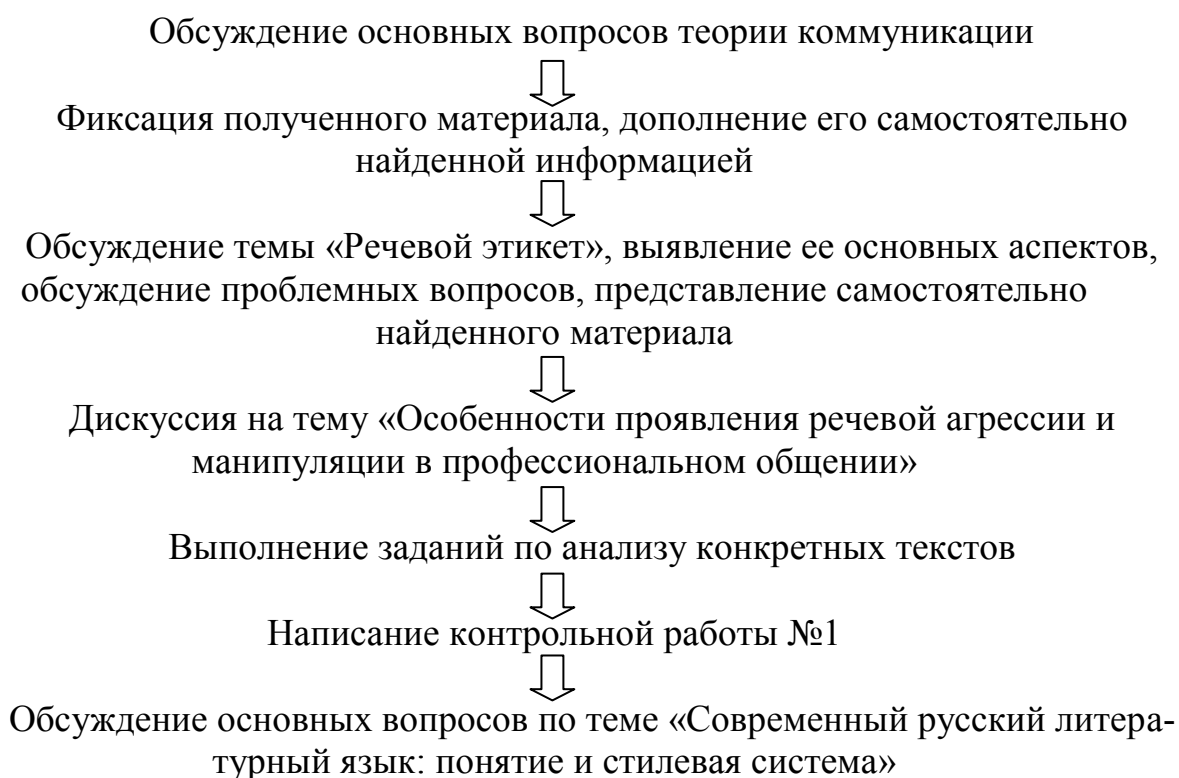 Обсуждение основных вопросов теории коммуникации
Фиксация полученного материала, дополнение его самостоятельно
найденной информацией
Обсуждение темы «Речевой этикет», выявление ее основных аспектов,
обсуждение проблемных вопросов, представление самостоятельно
найденного материала
Дискуссия на тему «Особенности проявления речевой агрессии и
манипуляции в профессиональном общении»
Выполнение заданий по анализу конкретных текстов
Написание контрольной работы №1
Обсуждение основных вопросов по теме «Современный русский литера-
турный язык: понятие и стилевая система»